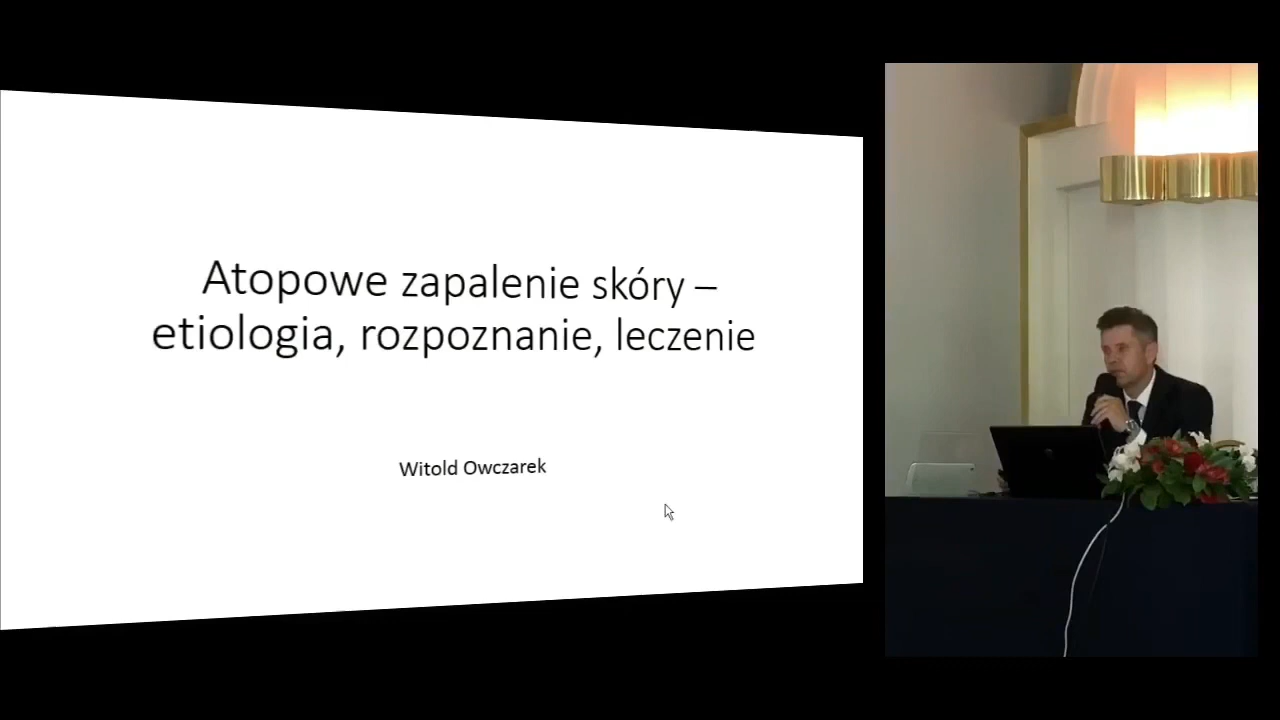 Atopowe zapalenie skóry –
etiologia, rozpoznanie, leczenie
Witold Owczarek